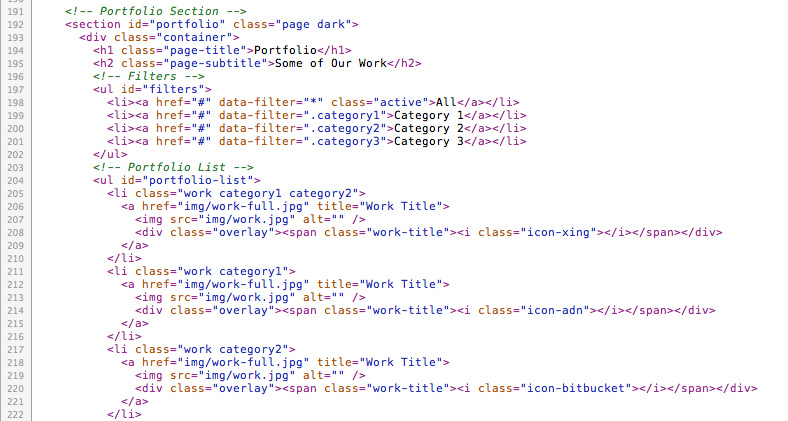 191 <!-- Portfolio Section -->
192 <section id="portfolio" class="page dark">
193 <div class="container">
194 <h1 class="page-title">Portfolio</h1>
195 <h2 class="page-subtitle">Some of Our Work</h2>
196 <!-- Filters -->
197 <ul id="filters">
198 <li><a href="#" data-filter="*" class="active">All</a></li>
199 <li><a href="#" data-filter=".category1">Category 1</a></li>
200 <li><a href="#" data-filter=".category2">Category 2</a></li>
201 <li><a href="#" data-filter=".category3">Category 3</a></li>
202 </ul>
203 <!-- Portfolio List -->
204 <ul id="portfolio-list">
205 <li class="work category1 category2">
206 <a href="img/work-full.jpg" title="Work Title">
207 <img src="img/work.jpg" alt="" />
208 <div class="overlay"><span class="work-title"><i class="icon-xing"></i></span></div>
209 </a>
210 </li>
211 <li class="work category1">
212 <a href="img/work-full.jpg" title="Work Title">
213 <img src="img/work.jpg" alt="" />
214 <div class="overlay"><span class="work-title"><i class="icon-adn"></i></span></div>
215 </a>
216 </li>
217 <li class="work category2">
218 <a href="img/work-full.jpg" title="Work Title">
219 <img src="img/work.jpg" alt="" />
220 <div class="overlay"><span class="work-title"><i class="icon-bitbucket"></i></span></div>
221 </a>
222 </li>